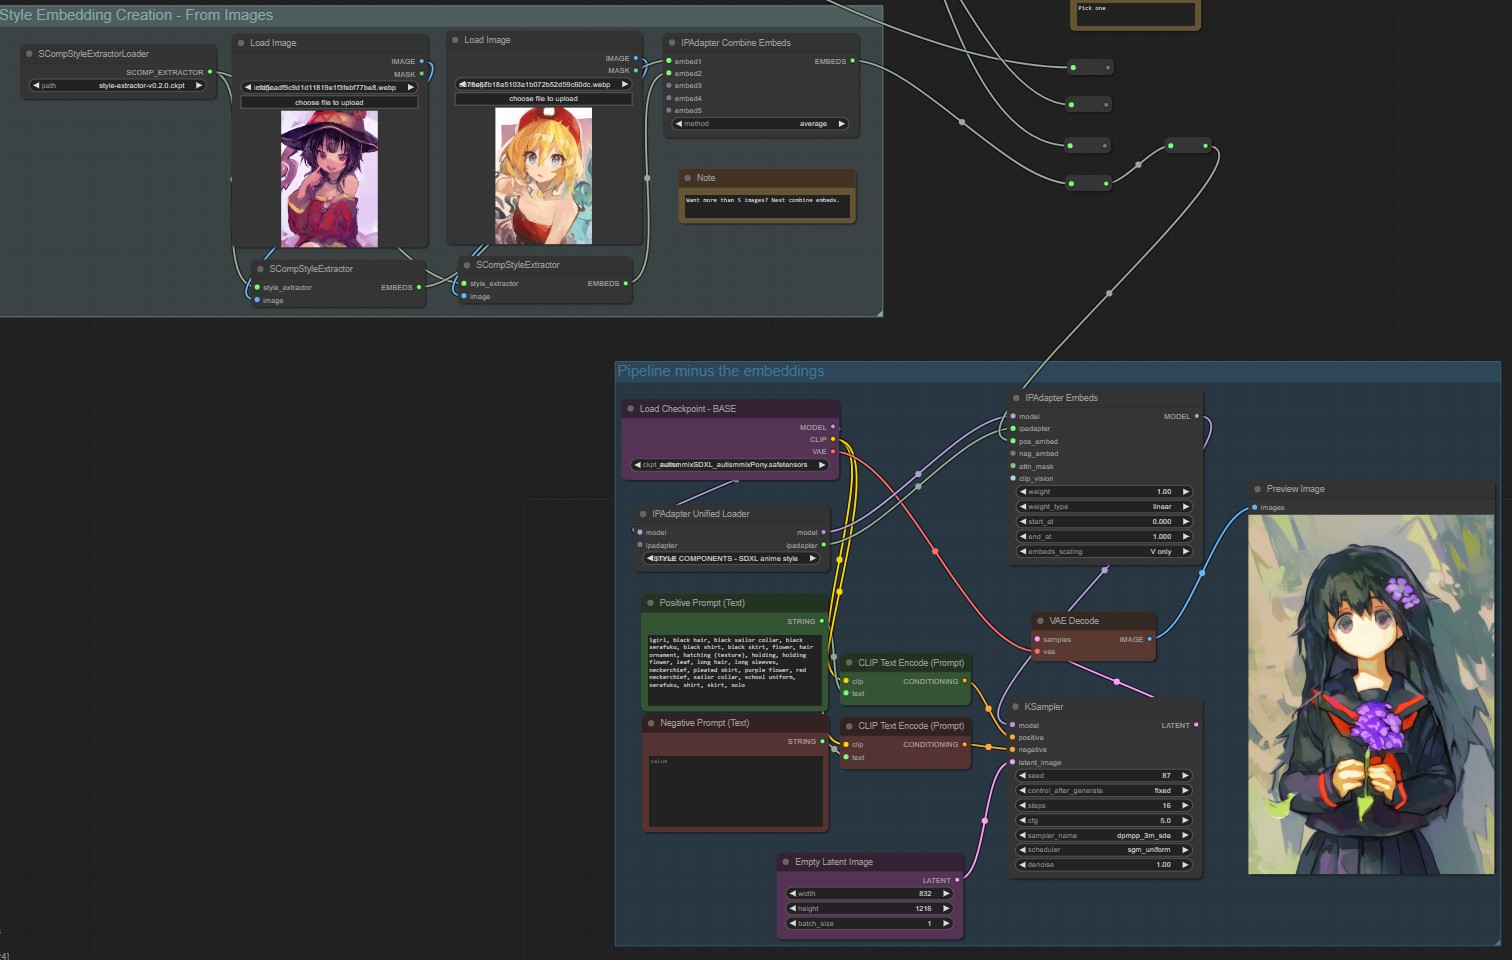 Style Embedding Creation - From Images
SCompStyleExtractorLoader
SCOMP_EXTRACTOR
path style-extractor-v0.2.0.ckpt
Load Image
IMAGE
MASK
choose file to upload
Load Image
IMAGE
MASK
choose file to upload
IPAdapter Combine Embeds
embed1 EMBEDS
embed2
embed3
embed4
embed5
method average
Note
Want more than 5 images? Nest combine embeds.
SCompStyleExtractor
style_extractor EMBEDS
image
SCompStyleExtractor
style_extractor EMBEDS
image
Pick one
Pipeline minus the embeddings
Load Checkpoint - BASE
MODEL
CLIP
VAE
autismmixSDXL_autismmixPony.safetensors
IPAdapter Unified Loader
model model
ipadapter ipadapter
STYLE COMPONENTS - SDXL anime style
Positive Prompt (Text)
STRING
1girl, black hair, black sailor collar, black
serafuku, black shirt, black skirt, flower, hair
ornament, hatching (texture), holding, holding
flower, leaf, long hair, long sleeves,
neckerchief, pleated skirt, purple flower, red
neckerchief, sailor collar, school uniform,
serafuku, shirt, skirt, solo
Negative Prompt (Text)
STRING
value
CLIP Text Encode (Prompt)
clip CONDITIONING
text
CLIP Text Encode (Prompt)
clip CONDITIONING
text
Empty Latent Image
LATENT
width 832
height 1216
batch_size 1
IPAdapter Embeds
model MODEL
ipadapter
pos_embed
neg_embed
attn_mask
clip_vision
weight 1.00
weight_type linear
start_at 0.000
end_at 1.000
embeds_scaling V only
VAE Decode
samples IMAGE
vae
KSampler
model LATENT
positive
negative
latent_image
seed 87
control_after_generate fixed
steps 16
cfg 5.0
sampler_name dpmpp_3m_sde
scheduler sgm_uniform
denoise 1.00
Preview Image
images